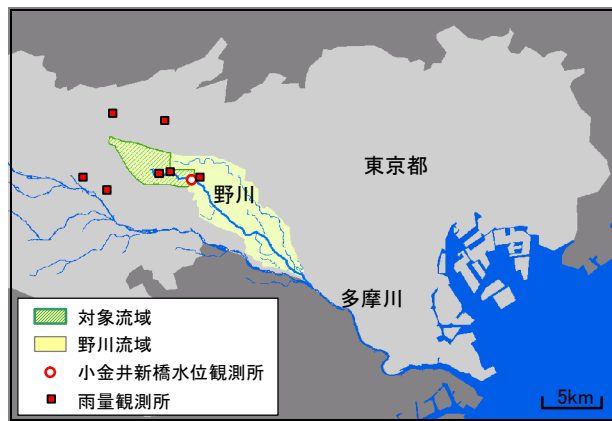 東京都
野川
多摩川
対象流域
野川流域
小金井新橋水位観測所
雨量観測所
5km